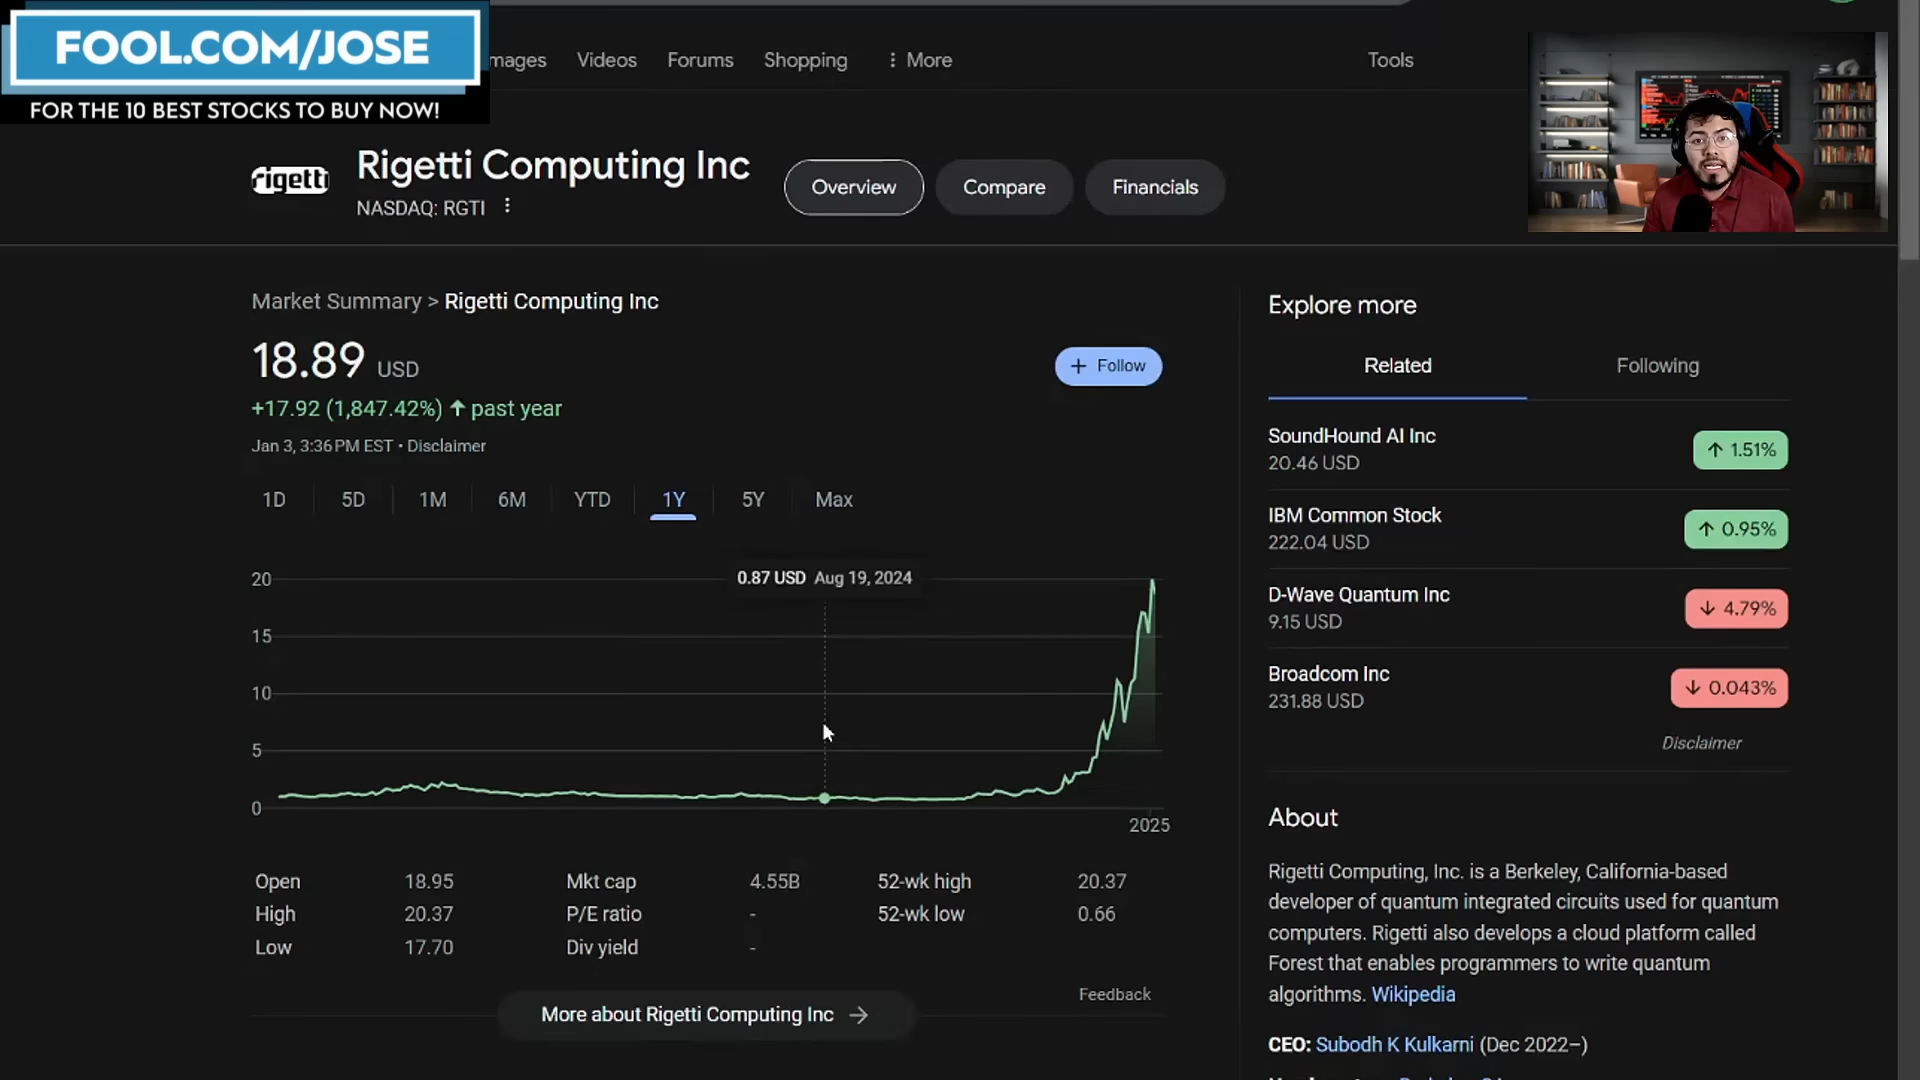 FOOL.COM/JOSE
FOR THE 10 BEST STOCKS TO BUY NOW!
mages
Videos
Forums
Shopping
More
Tools
rigetti
Rigetti Computing Inc
NASDAQ: RGTI
Overview
Compare
Financials
Market Summary > Rigetti Computing Inc
18.89 USD
+ Follow
+17.92 (1,847.42%) ↑ past year
Jan 3, 3:36 PM EST • Disclaimer
1D
5D
1M
6M
YTD
1Y
5Y
Max
0.87 USD Aug 19, 2024
20
15
10
5
0
2025
Open 18.95
Mkt cap 4.55B
52-wk high 20.37
High 20.37
P/E ratio -
52-wk low 0.66
Low 17.70
Div yield -
Feedback
More about Rigetti Computing Inc →
Explore more
Related
Following
SoundHound AI Inc
20.46 USD
↑ 1.51%
IBM Common Stock
222.04 USD
↑ 0.95%
D-Wave Quantum Inc
9.15 USD
↓ 4.79%
Broadcom Inc
231.88 USD
↓ 0.043%
Disclaimer
About
Rigetti Computing, Inc. is a Berkeley, California-based
developer of quantum integrated circuits used for quantum
computers. Rigetti also develops a cloud platform called
Forest that enables programmers to write quantum
algorithms. Wikipedia
CEO: Subodh K Kulkarni (Dec 2022–)